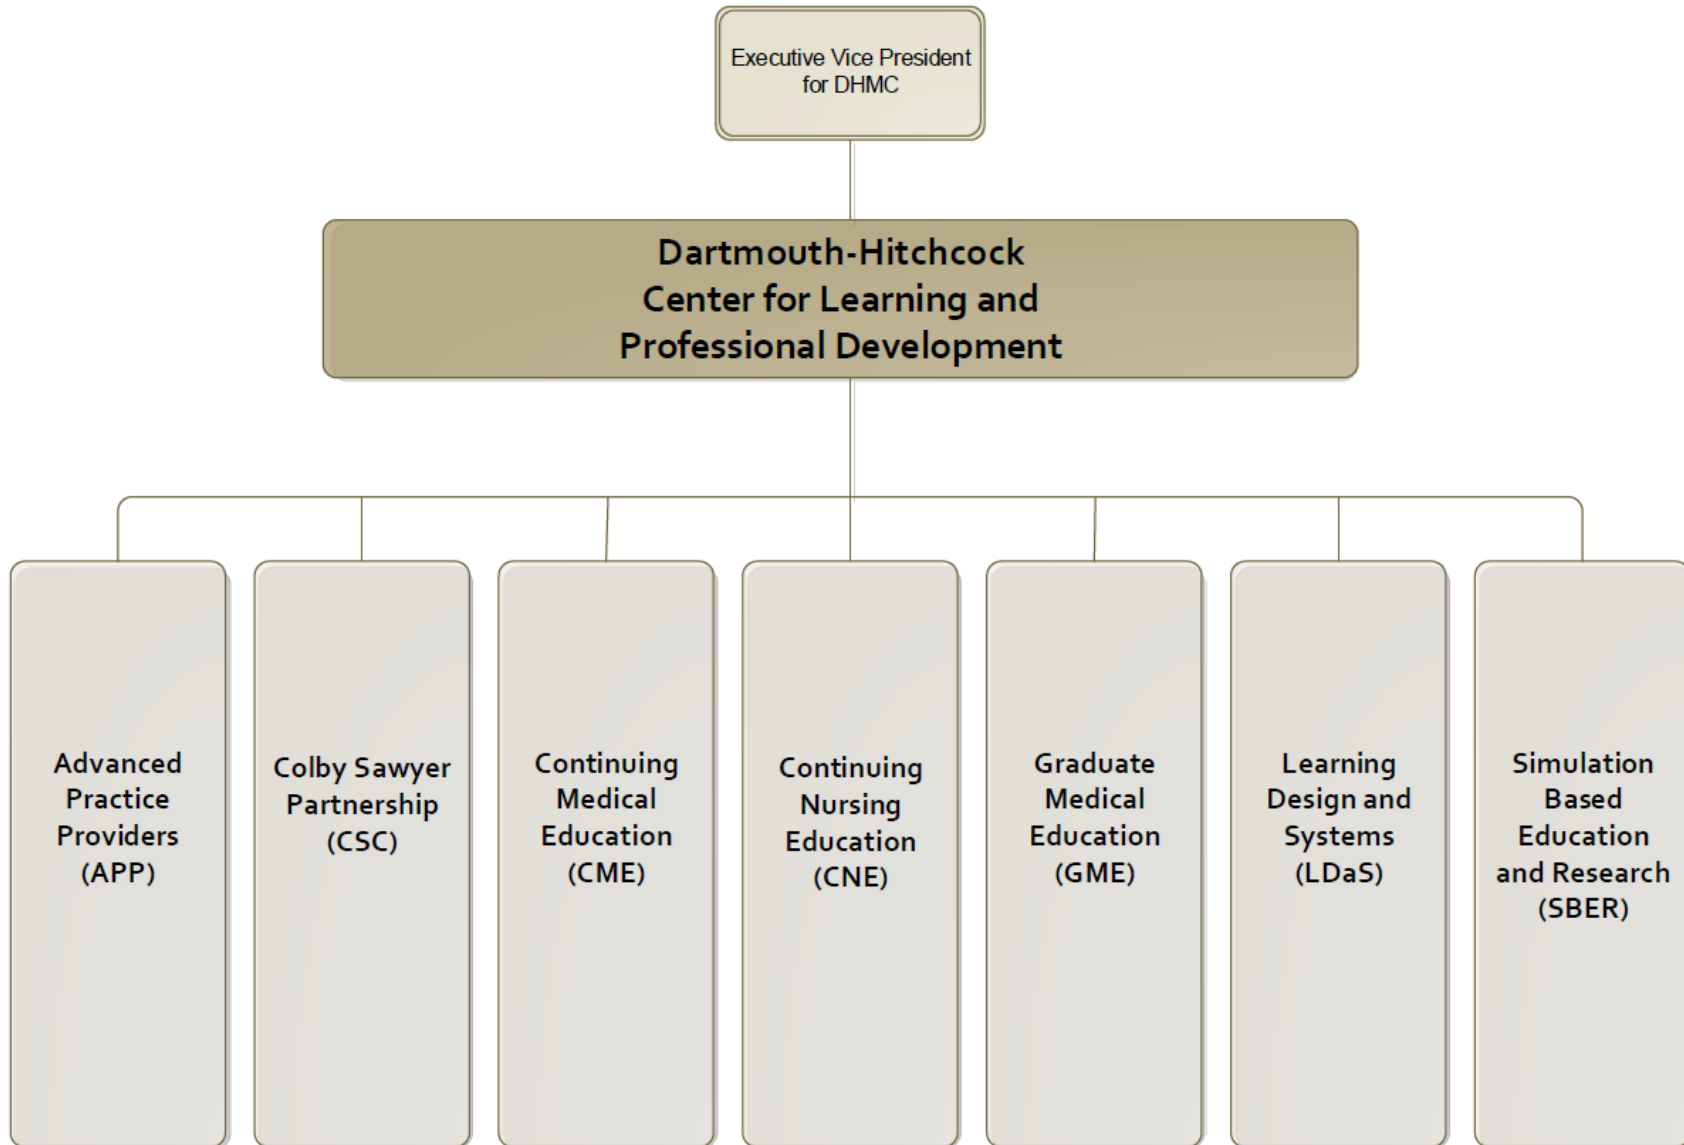 Executive Vice President
for DHMC
Dartmouth-Hitchcock
Center for Learning and
Professional Development
Advanced
Practice
Providers
(APP)
Colby Sawyer
Partnership
(CSC)
Continuing
Medical
Education
(CME)
Continuing
Nursing
Education
(CNE)
Graduate
Medical
Education
(GME)
Learning
Design and
Systems
(LDaS)
Simulation
Based
Education
and Research
(SBER)